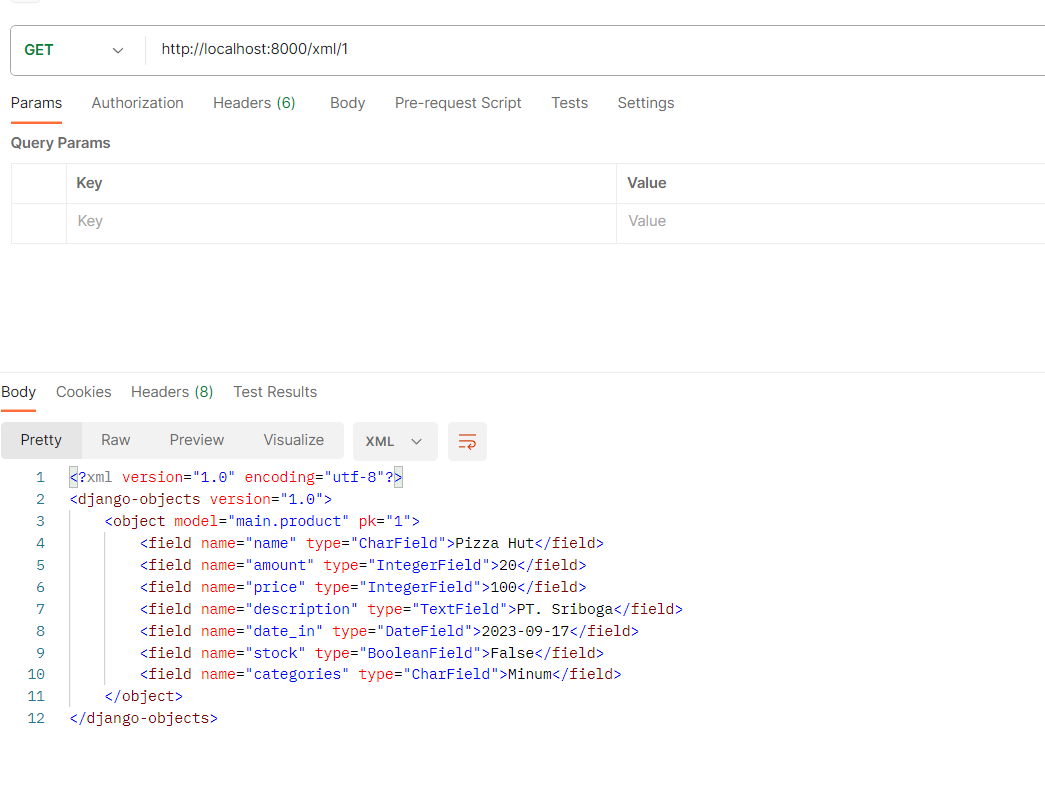 GET http://localhost:8000/xml/1
Params Authorization Headers (6) Body Pre-request Script Tests Settings
Query Params
Key Value
Key Value
Body Cookies Headers (8) Test Results
Pretty Raw Preview Visualize XML
1 <?xml version="1.0" encoding="utf-8"?>
2 <django-objects version="1.0">
3 <object model="main.product" pk="1">
4 <field name="name" type="CharField">Pizza Hut</field>
5 <field name="amount" type="IntegerField">20</field>
6 <field name="price" type="IntegerField">100</field>
7 <field name="description" type="TextField">PT. Sriboga</field>
8 <field name="date_in" type="DateField">2023-09-17</field>
9 <field name="stock" type="BooleanField">False</field>
10 <field name="categories" type="CharField">Minum</field>
11 </object>
12 </django-objects>